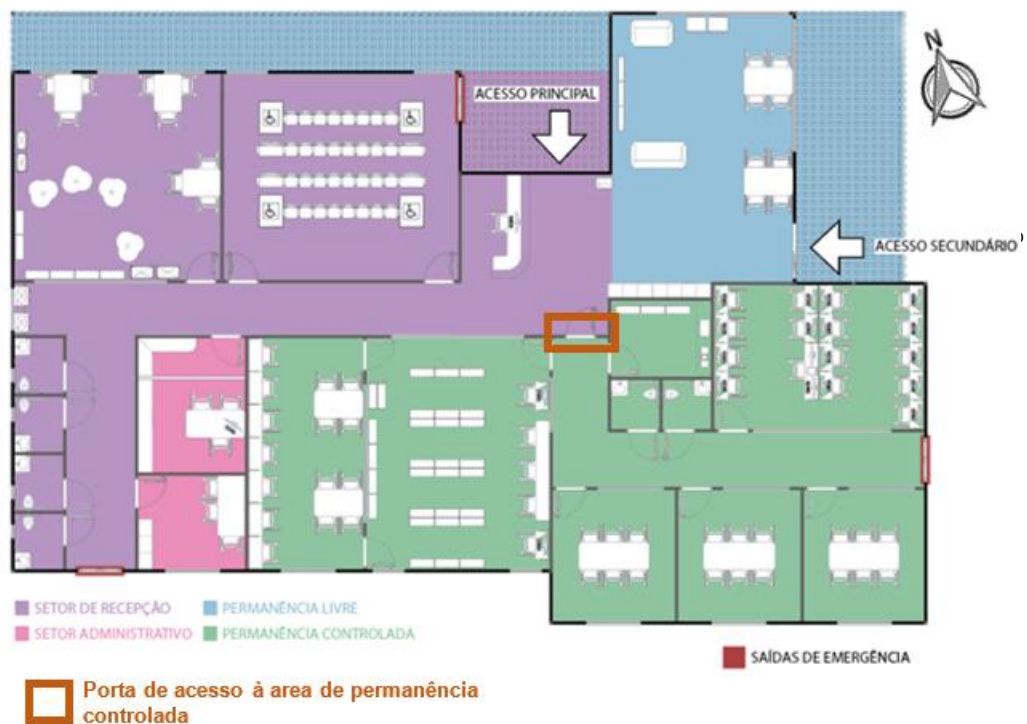 N
ACESSO PRINCIPAL
ACESSO SECUNDÁRIO
SETOR DE RECEPÇÃO
PERMANÊNCIA LIVRE
SETOR ADMINISTRATIVO
PERMANÊNCIA CONTROLADA
SAÍDAS DE EMERGÊNCIA
Porta de acesso à area de permanência
controlada